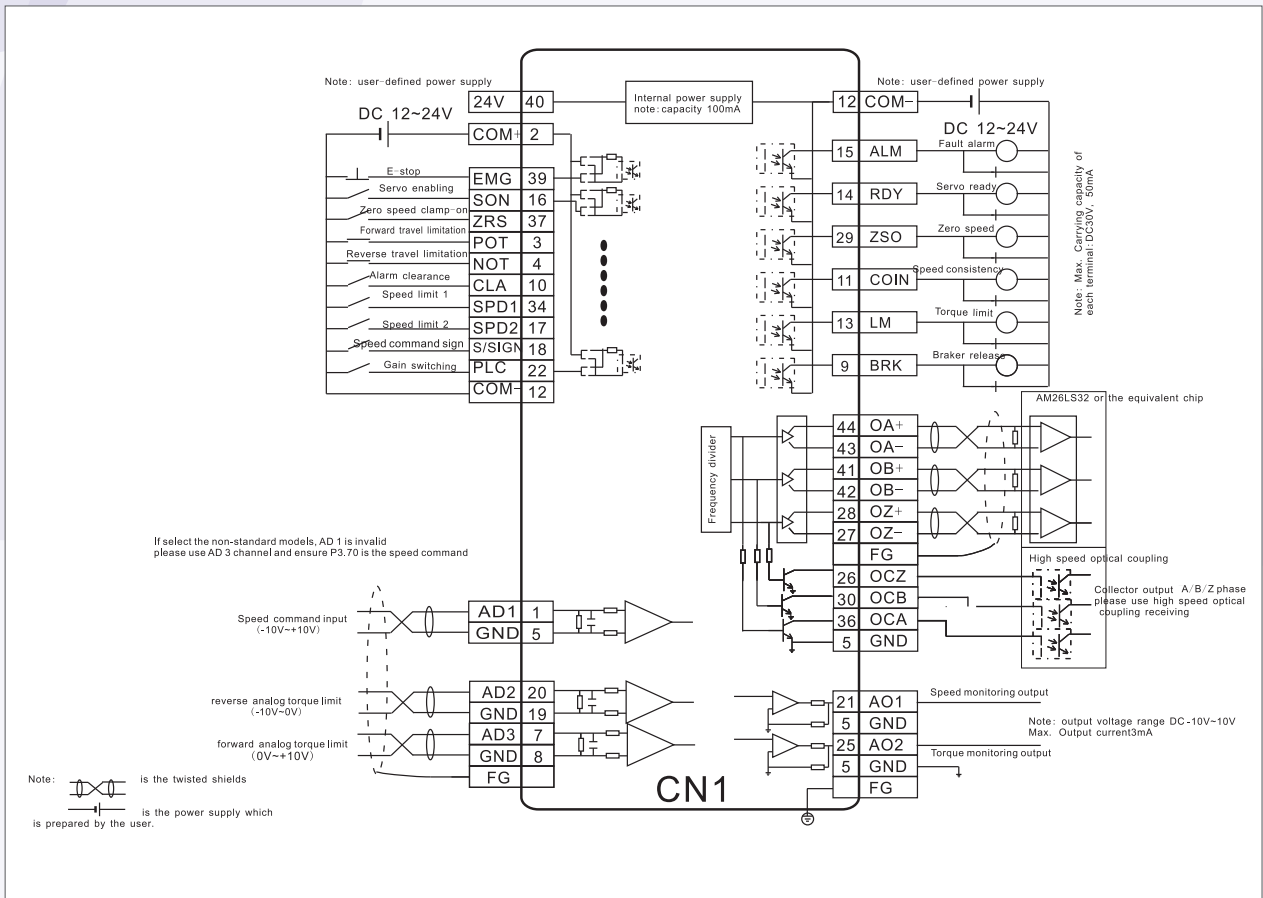 Note: user-defined power supply
DC 12~24V
24V 40
COM+ 2
E-stop
EMG 39
Servo enabling
SON 16
Zero speed clamp-on
ZRS 37
Forward travel limitation
POT 3
Reverse travel limitation
NOT 4
Alarm clearance
CLA 10
Speed limit 1
SPD1 34
Speed limit 2
SPD2 17
Speed command sign
S/SIGN 18
Gain switching
PLC 22
COM- 12
Internal power supply
note:capacity 100mA
Note: user-defined power supply
12 COM-
DC 12~24V
Fault alarm
15 ALM
Servo ready
14 RDY
Zero speed
29 ZSO
Speed consistency
11 COIN
Torque limit
13 LM
Braker release
9 BRK
Note: Max. Carrying capacity of
each terminal:DC30V, 50mA
AM26LS32 or the equivalent chip
Frequency divider
44 OA+
43 OA-
41 OB+
42 OB-
28 OZ+
27 OZ-
FG
High speed optical coupling
26 OCZ
30 OCB
36 OCA
5 GND
Collector output A/B/Z phase
please use high speed optical
coupling receiving
If select the non-standard models, AD 1 is invalid
please use AD 3 channel and ensure P3.70 is the speed command
Speed command input
(-10V~+10V)
AD1 1
GND 5
reverse analog torque limit
(-10V~0V)
AD2 20
GND 19
forward analog torque limit
(0V~+10V)
AD3 7
GND 8
FG
21 AO1
Speed monitoring output
5 GND
Note: output voltage range DC-10V~10V
Max. Output current3mA
25 AO2
Torque monitoring output
5 GND
FG
CN1
Note:
is the twisted shields
is the power supply which
is prepared by the user.